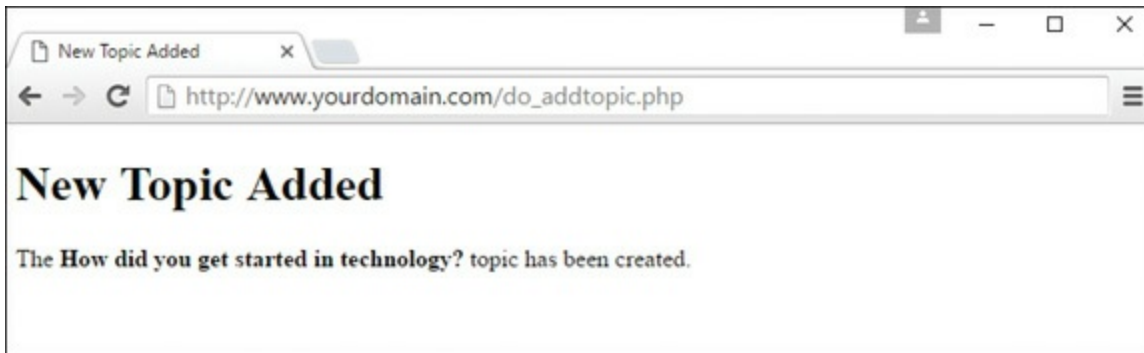 New Topic Added
http://www.yourdomain.com/do_addtopic.php
New Topic Added
The How did you get started in technology? topic has been created.